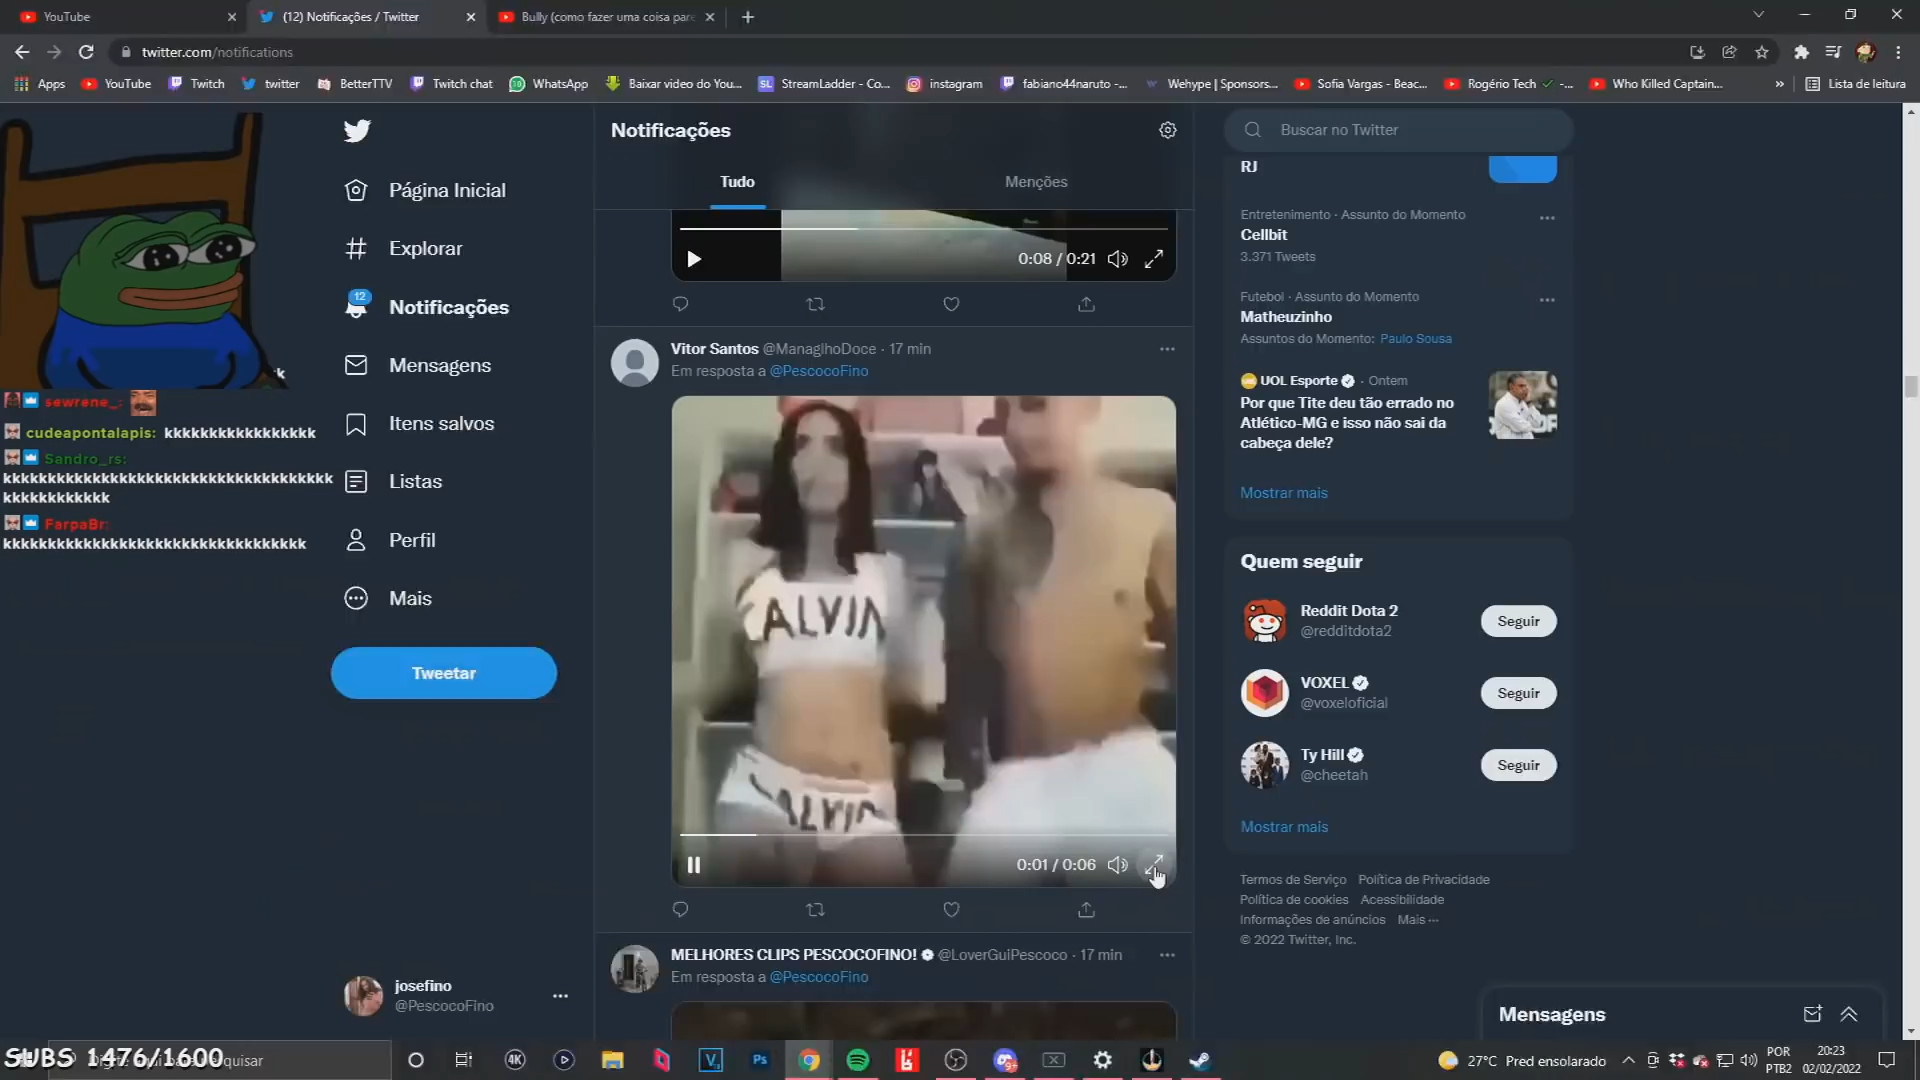 YouTube
(12) Notificações / Twitter
Bully (como fazer uma coisa pare
twitter.com/notifications
Apps
YouTube
Twitch
twitter
BetterTTV
Twitch chat
WhatsApp
Baixar video do You...
StreamLadder - Co...
instagram
fabiano44naruto -...
Wehype | Sponsors...
Sofia Vargas - Beac...
Rogério Tech ✓ -...
Who Killed Captain...
»
Lista de leitura
Notificações
Tudo
Menções
Página Inicial
Explorar
12
Notificações
Mensagens
Itens salvos
Listas
Perfil
Mais
Tweetar
josefino
@PescocoFino
k
sewrene_:
cudeapontalapis: kkkkkkkkkkkkkkkkk
Sandro_rs:
kkkkkkkkkkkkkkkkkkkkkkkkkkkkkkkkkkkkk
kkkkkkkkkkkk
FarpaBr:
kkkkkkkkkkkkkkkkkkkkkkkkkkkkkkkkkk
0:08 / 0:21
Vitor Santos @ManaglhoDoce · 17 min
Em resposta a @PescocoFino
ALVIN
ALVIN
0:01 / 0:06
MELHORES CLIPS PESCOCOFINO! @LoverGuiPescoco · 17 min
Em resposta a @PescocoFino
Buscar no Twitter
RJ
Entretenimento · Assunto do Momento
Cellbit
3.371 Tweets
Futebol · Assunto do Momento
Matheuzinho
Assuntos do Momento: Paulo Sousa
UOL Esporte · Ontem
Por que Tite deu tão errado no
Atlético-MG e isso não sai da
cabeça dele?
Mostrar mais
Quem seguir
Reddit Dota 2
@redditdota2
Seguir
VOXEL
@voxeloficial
Seguir
Ty Hill
@cheetah
Seguir
Mostrar mais
Termos de Serviço Política de Privacidade
Política de cookies Acessibilidade
Informações de anúncios Mais ···
© 2022 Twitter, Inc.
Mensagens
SUBS 1476/1600
4K
Ps
9+
27°C Pred ensolarado
POR
PTB2
20:23
02/02/2022